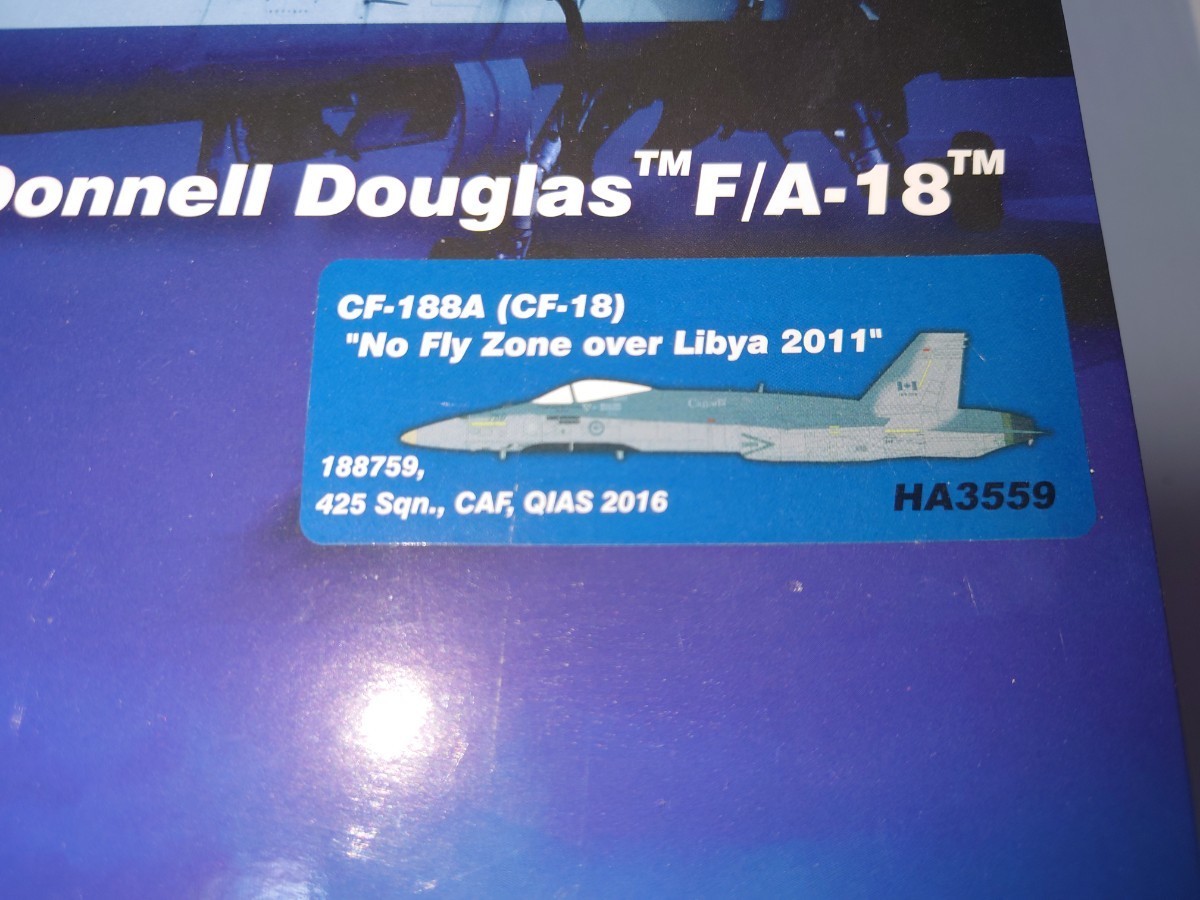 Donnell Douglas™ F/A-18™
CF-188A (CF-18)
"No Fly Zone over Libya 2011"
Canada
188759,
425 Sqn., CAF, QIAS 2016
HA3559